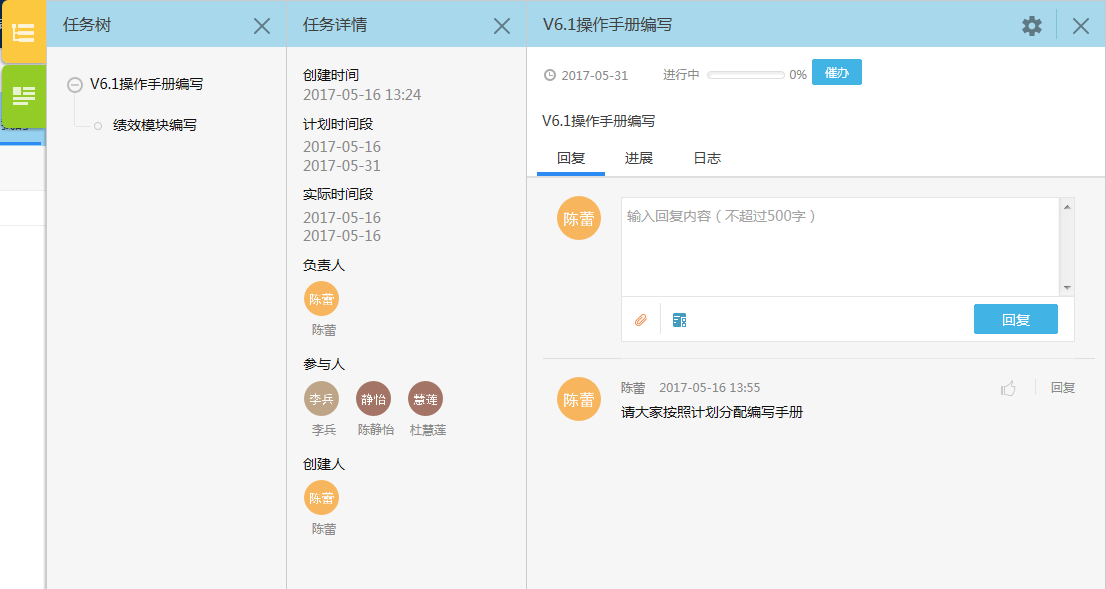 任务树
V6.1操作手册编写
绩效模块编写
任务详情
创建时间
2017-05-16 13:24
计划时间段
2017-05-16
2017-05-31
实际时间段
2017-05-16
2017-05-16
负责人
陈蕾
陈蕾
参与人
李兵 静怡 慧莲
李兵 陈静怡 杜慧莲
创建人
陈蕾
陈蕾
V6.1操作手册编写
2017-05-31 进行中 0% 催办
V6.1操作手册编写
回复 进展 日志
陈蕾
输入回复内容（不超过500字）
回复
陈蕾
陈蕾 2017-05-16 13:55 回复
请大家按照计划分配编写手册